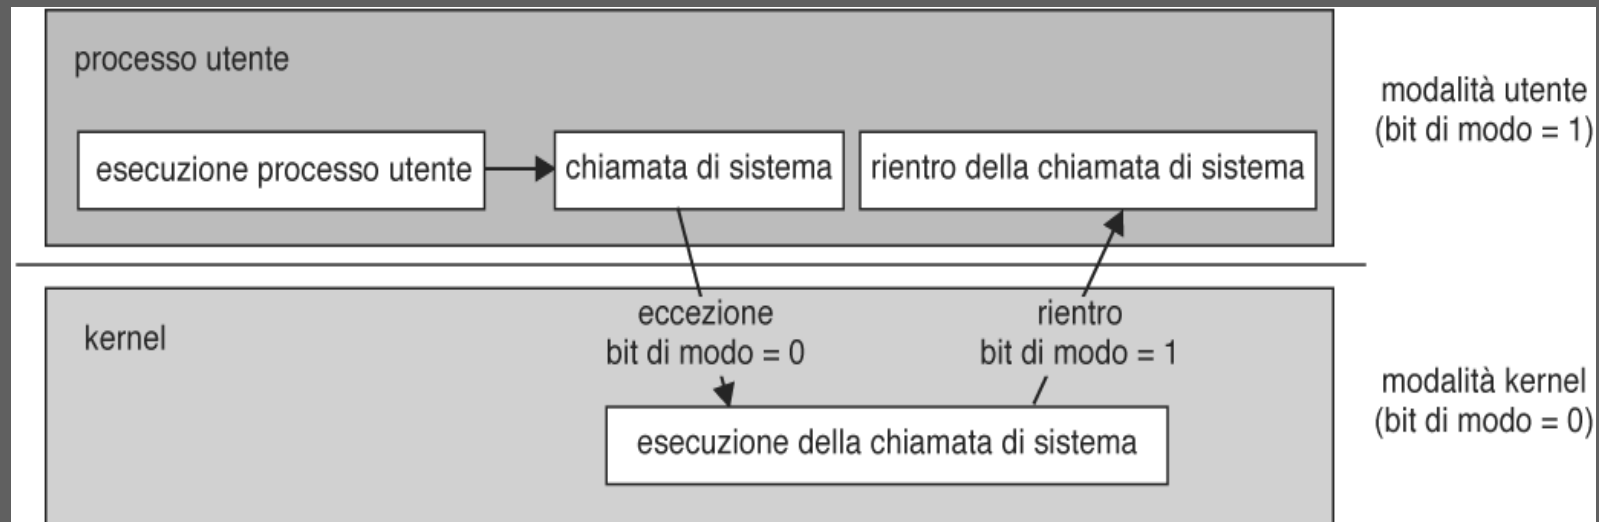 processo utente
esecuzione processo utente
chiamata di sistema
rientro della chiamata di sistema
modalità utente
(bit di modo = 1)
kernel
eccezione
bit di modo = 0
rientro
bit di modo = 1
esecuzione della chiamata di sistema
modalità kernel
(bit di modo = 0)